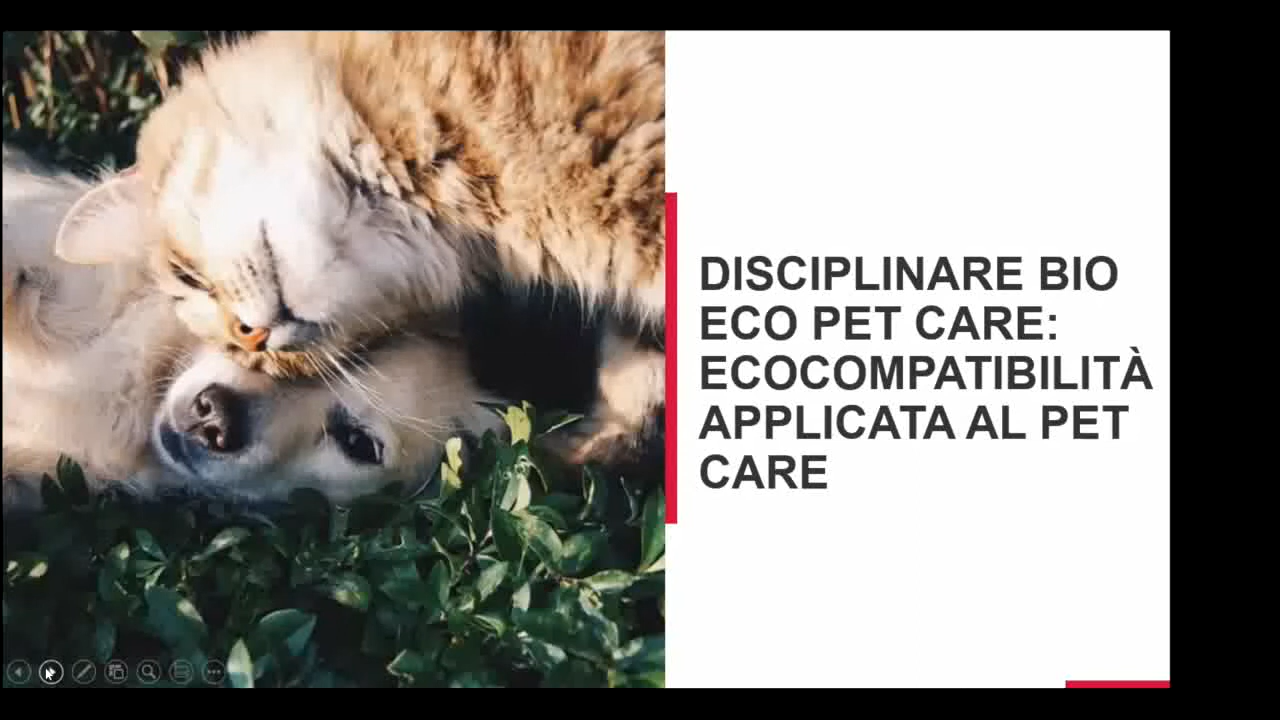 DISCIPLINARE BIO
ECO PET CARE:
ECOCOMPATIBILITÀ
APPLICATA AL PET
CARE